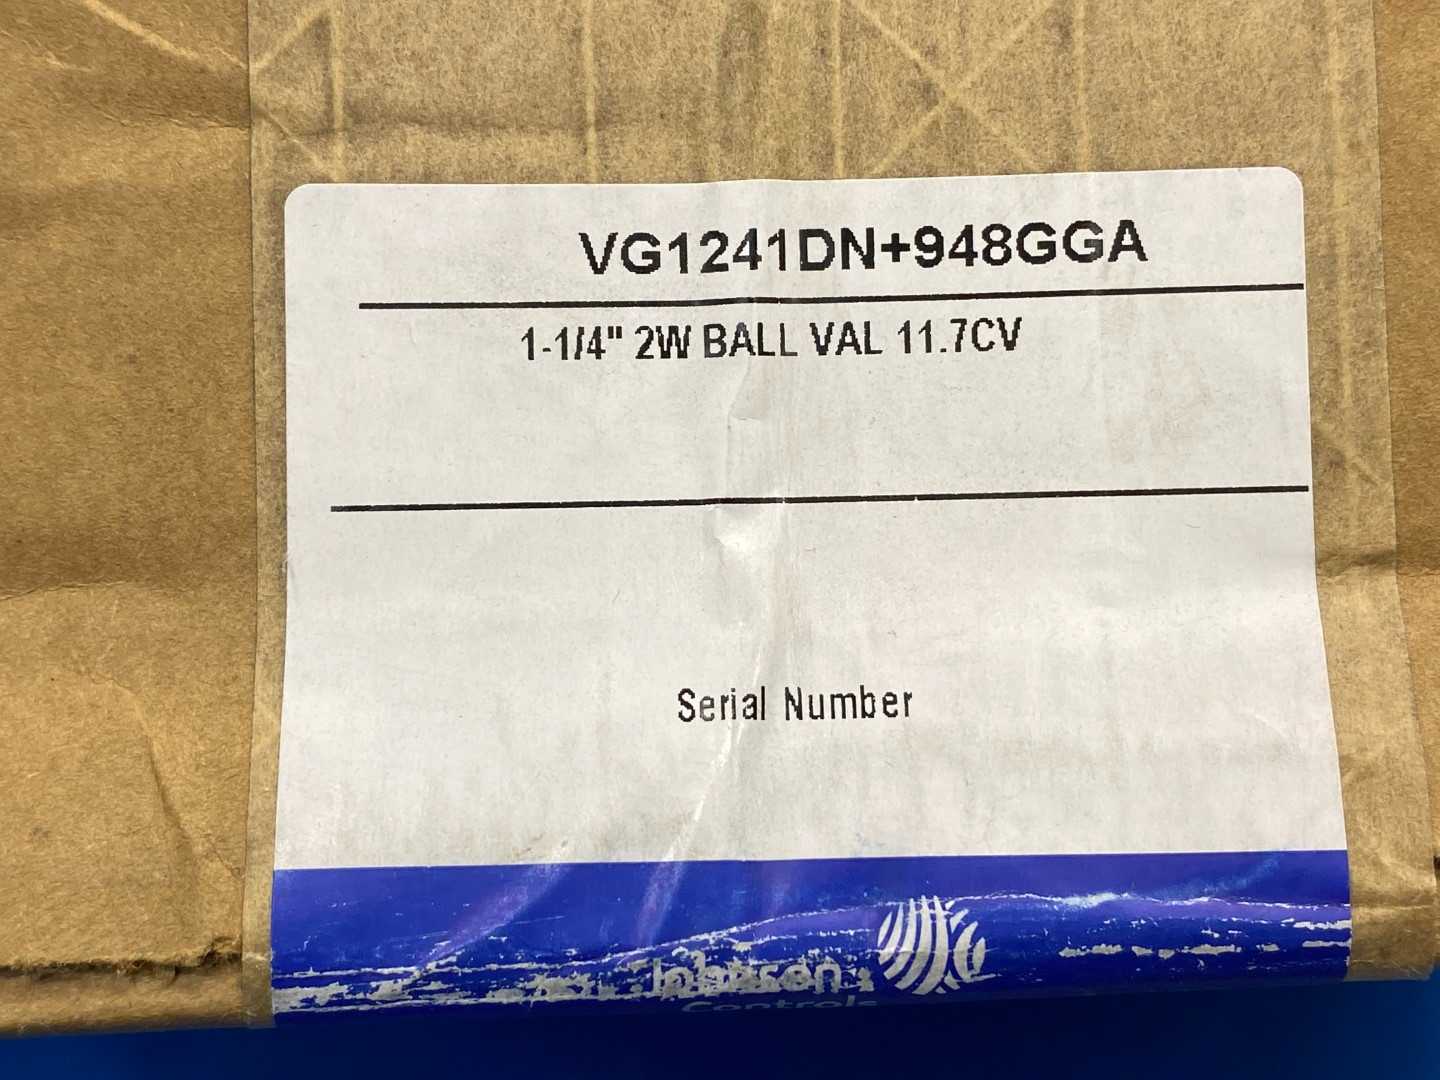 VG1241DN+948GGA
1-1/4" 2W BALL VAL 11.7CV
Serial Number
Johnson
Controls